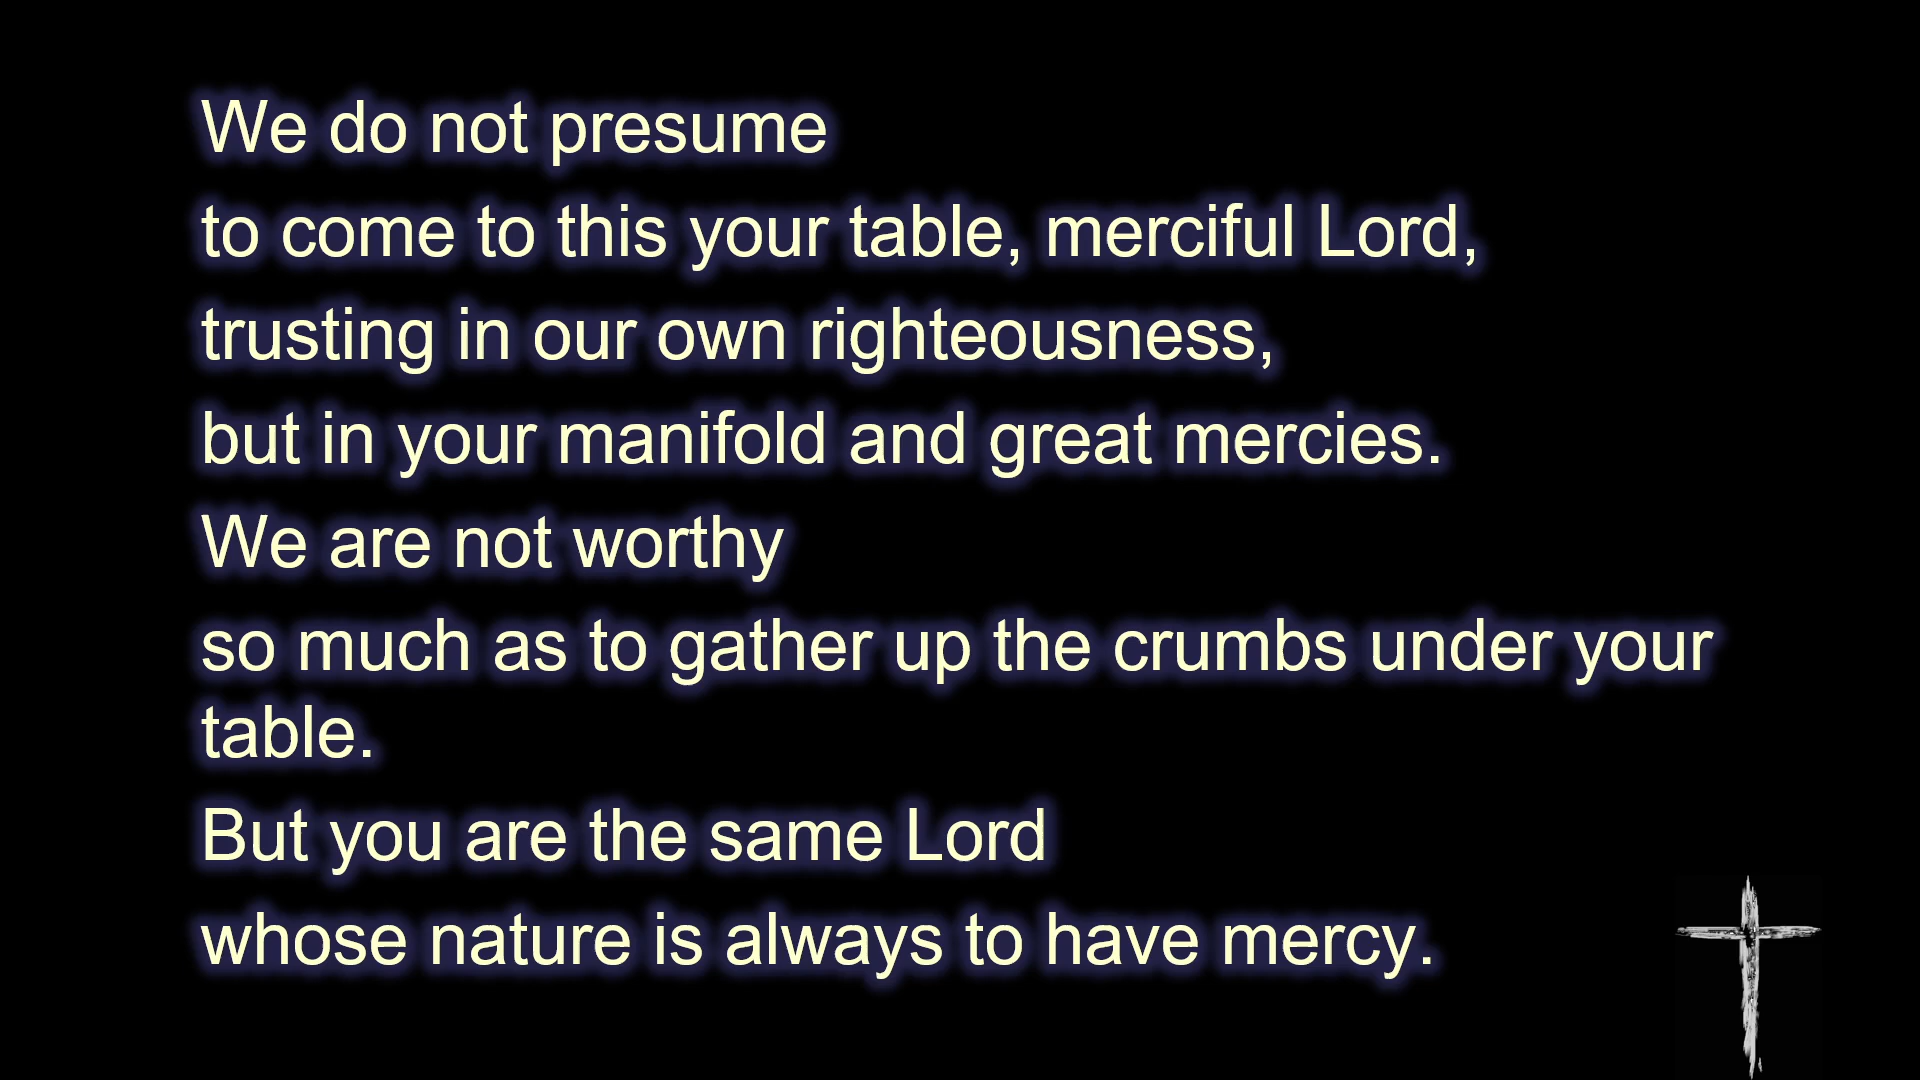 We do not presume
to come to this your table, merciful Lord,
trusting in our own righteousness,
but in your manifold and great mercies.
We are not worthy
so much as to gather up the crumbs under your
table.
But you are the same Lord
whose nature is always to have mercy.